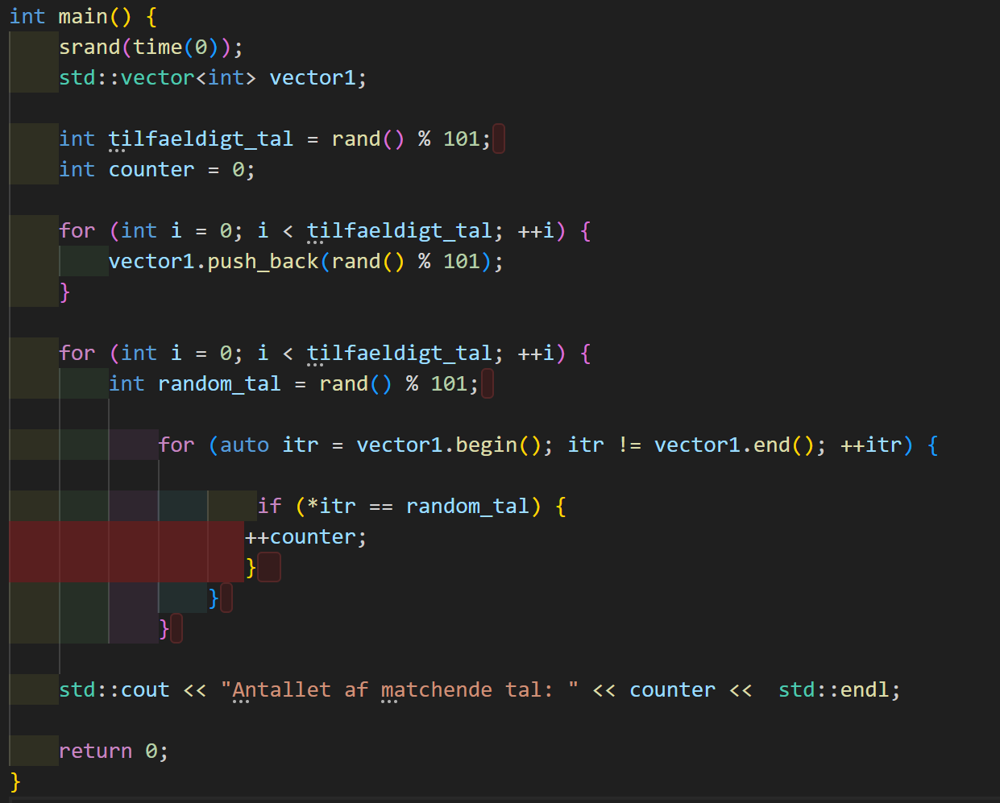 int main() {
    srand(time(0));
    std::vector<int> vector1;

    int tilfaeldigt_tal = rand() % 101;
    int counter = 0;

    for (int i = 0; i < tilfaeldigt_tal; ++i) {
        vector1.push_back(rand() % 101);
    }

    for (int i = 0; i < tilfaeldigt_tal; ++i) {
        int random_tal = rand() % 101;

            for (auto itr = vector1.begin(); itr != vector1.end(); ++itr) {

                    if (*itr == random_tal) {
                   ++counter;
                   }
                }
            }

    std::cout << "Antallet af matchende tal: " << counter <<  std::endl;

    return 0;
}